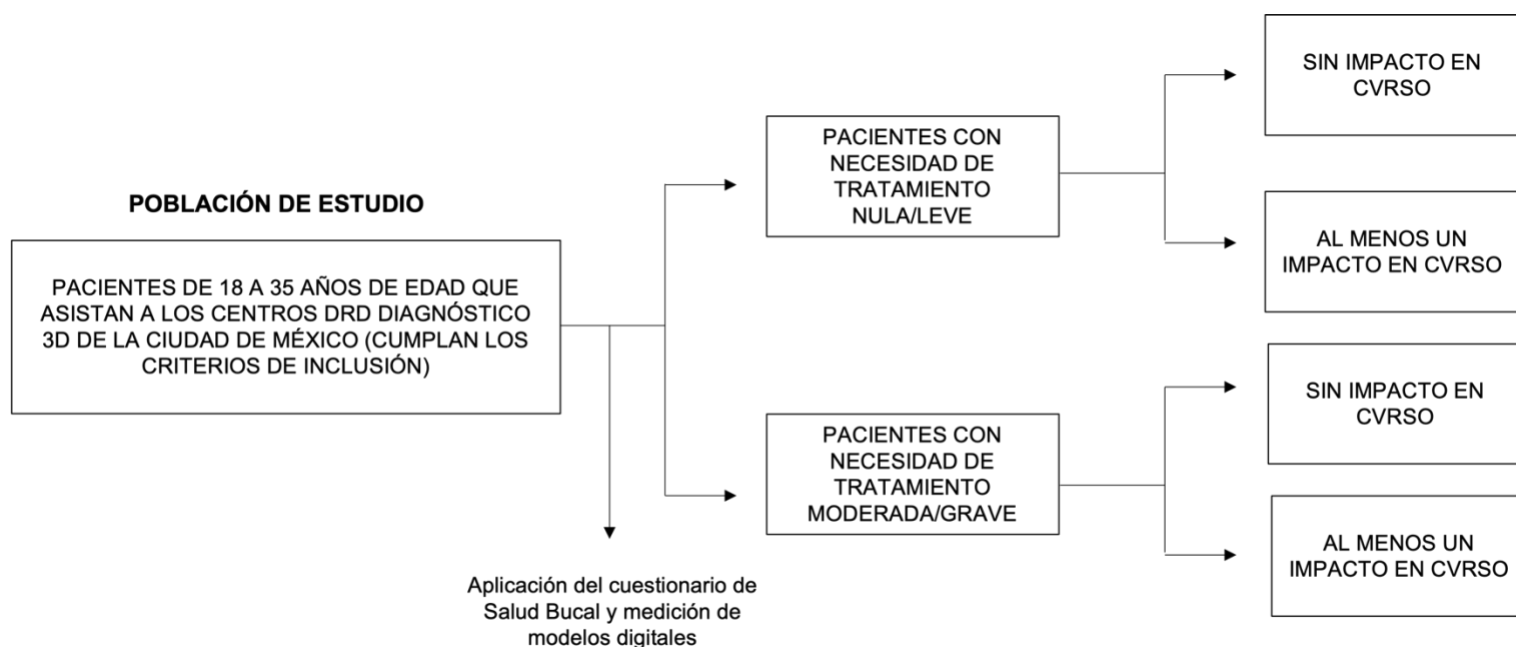 POBLACIÓN DE ESTUDIO
PACIENTES DE 18 A 35 AÑOS DE EDAD QUE
ASISTAN A LOS CENTROS DRD DIAGNÓSTICO
3D DE LA CIUDAD DE MÉXICO (CUMPLAN LOS
CRITERIOS DE INCLUSIÓN)
Aplicación del cuestionario de
Salud Bucal y medición de
modelos digitales
PACIENTES CON
NECESIDAD DE
TRATAMIENTO
NULA/LEVE
SIN IMPACTO EN
CVRSO
AL MENOS UN
IMPACTO EN CVRSO
PACIENTES CON
NECESIDAD DE
TRATAMIENTO
MODERADA/GRAVE
SIN IMPACTO EN
CVRSO
AL MENOS UN
IMPACTO EN CVRSO